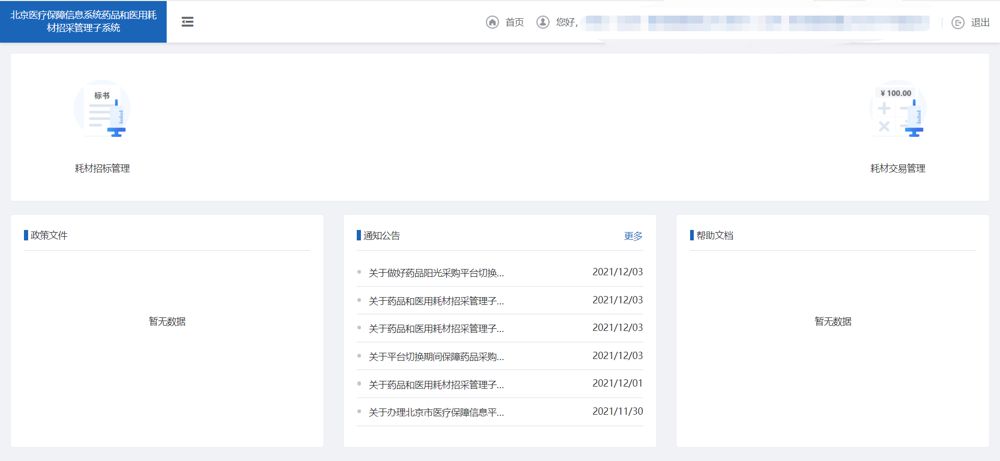 北京医疗保障信息系统药品和医用耗
材招采管理子系统
首页
您好,
退出
标书
¥ 100.00
耗材招标管理
耗材交易管理
政策文件
暂无数据
通知公告
更多
关于做好药品阳光采购平台切换... 2021/12/03
关于药品和医用耗材招采管理子... 2021/12/03
关于药品和医用耗材招采管理子... 2021/12/03
关于平台切换期间保障药品采购... 2021/12/03
关于药品和医用耗材招采管理子... 2021/12/01
关于办理北京市医疗保障信息平... 2021/11/30
帮助文档
暂无数据